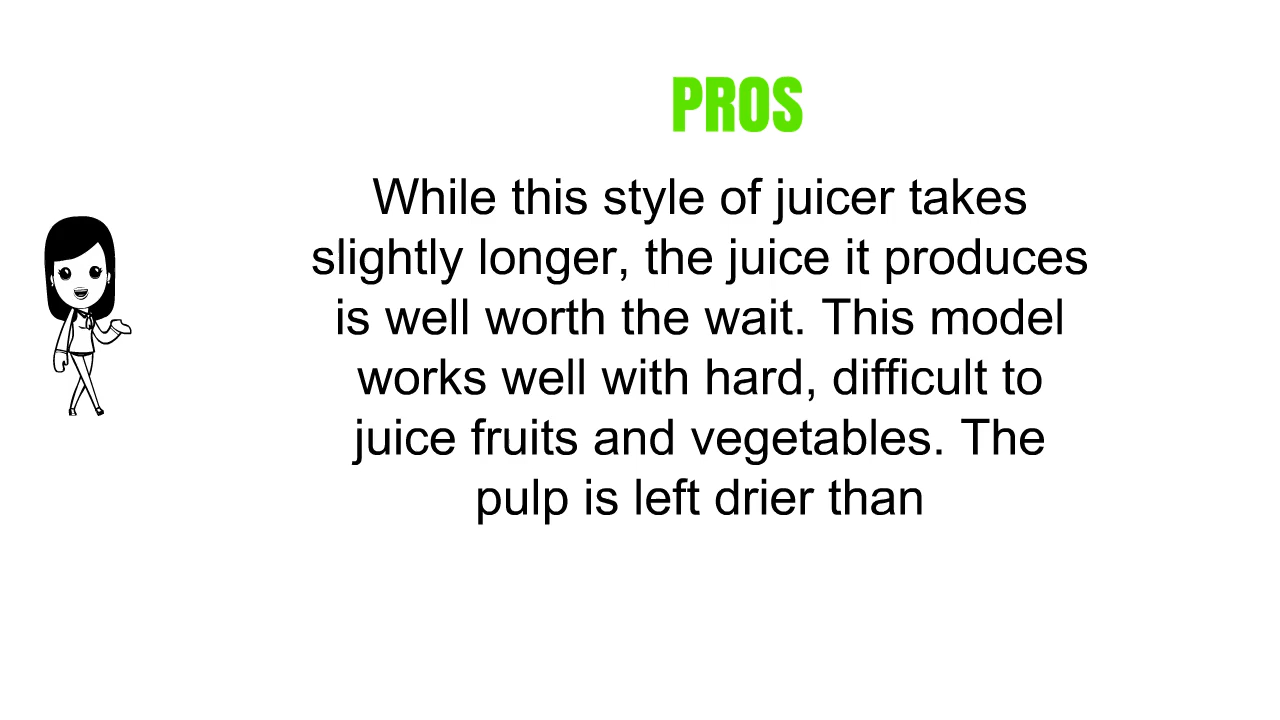 PROS
While this style of juicer takes
slightly longer, the juice it produces
is well worth the wait. This model
works well with hard, difficult to
juice fruits and vegetables. The
pulp is left drier than